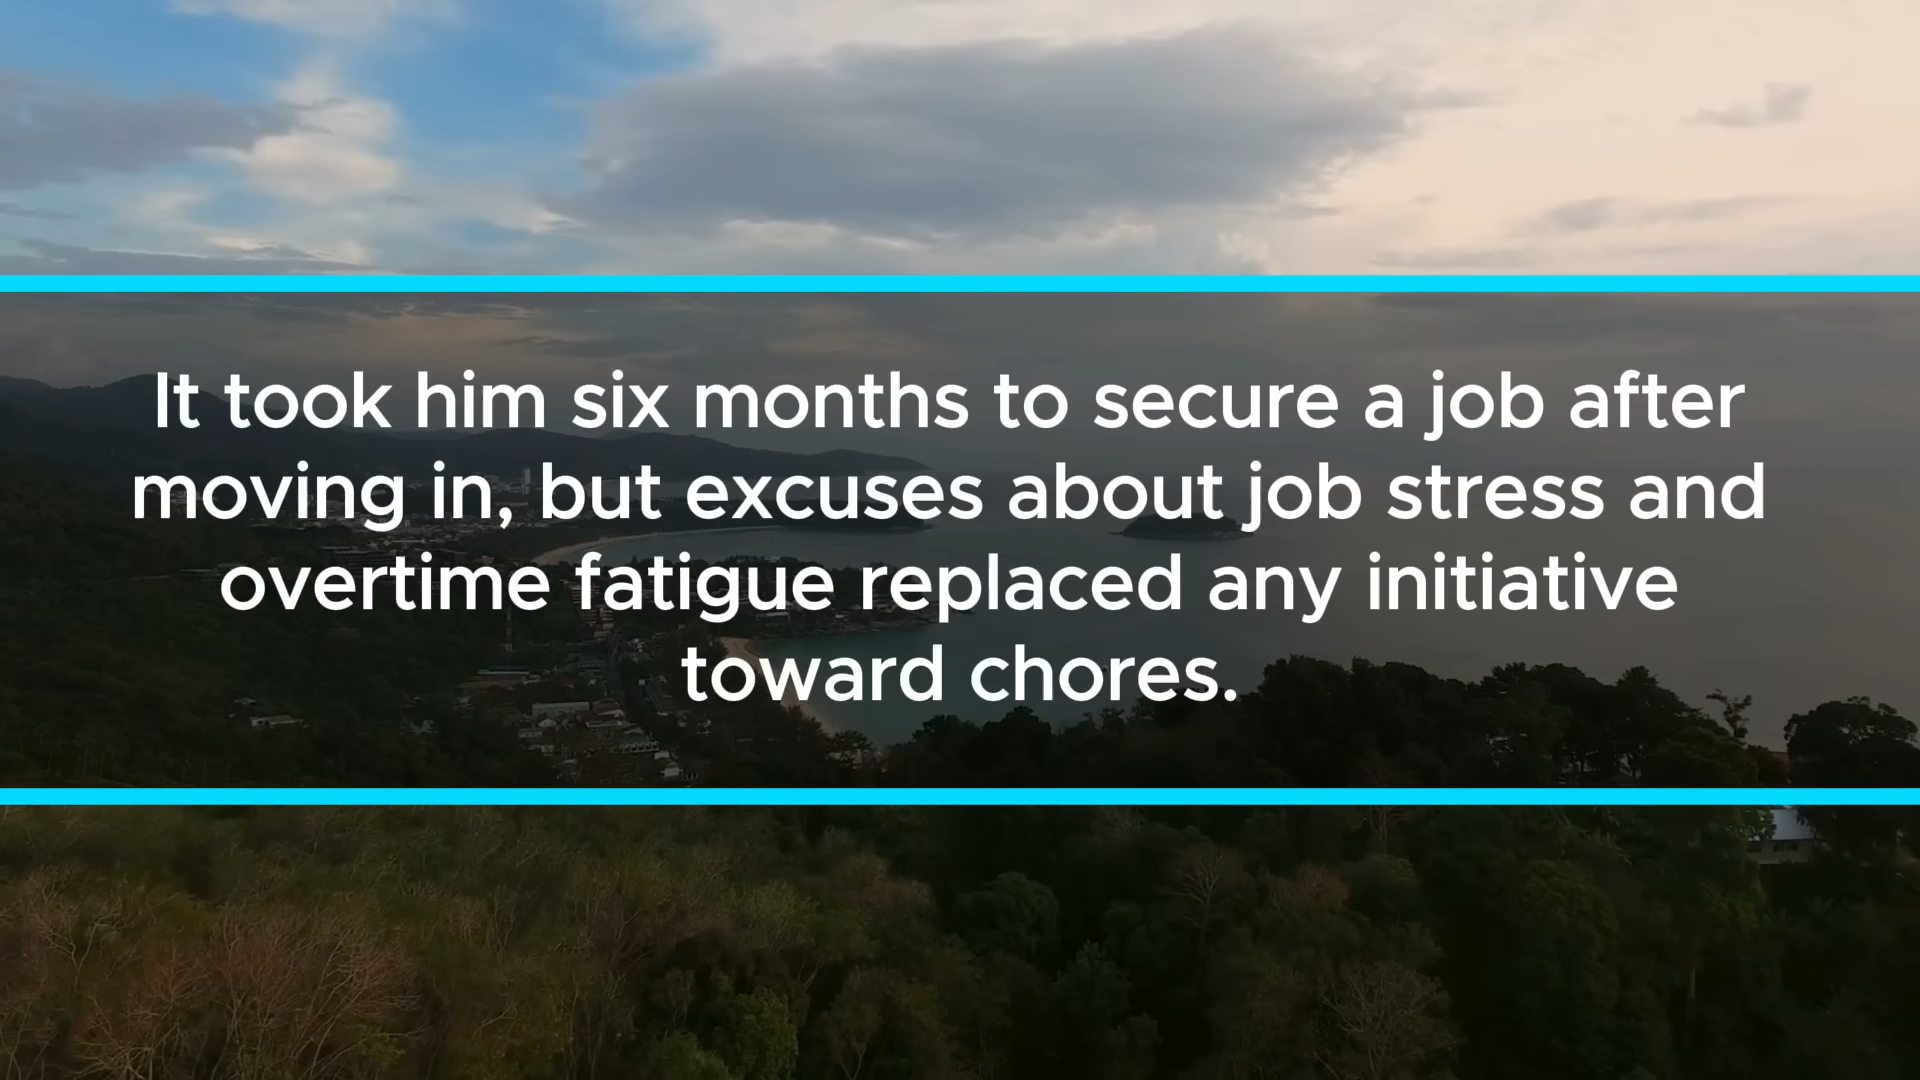 It took him six months to secure a job after
moving in, but excuses about job stress and
overtime fatigue replaced any initiative
toward chores.